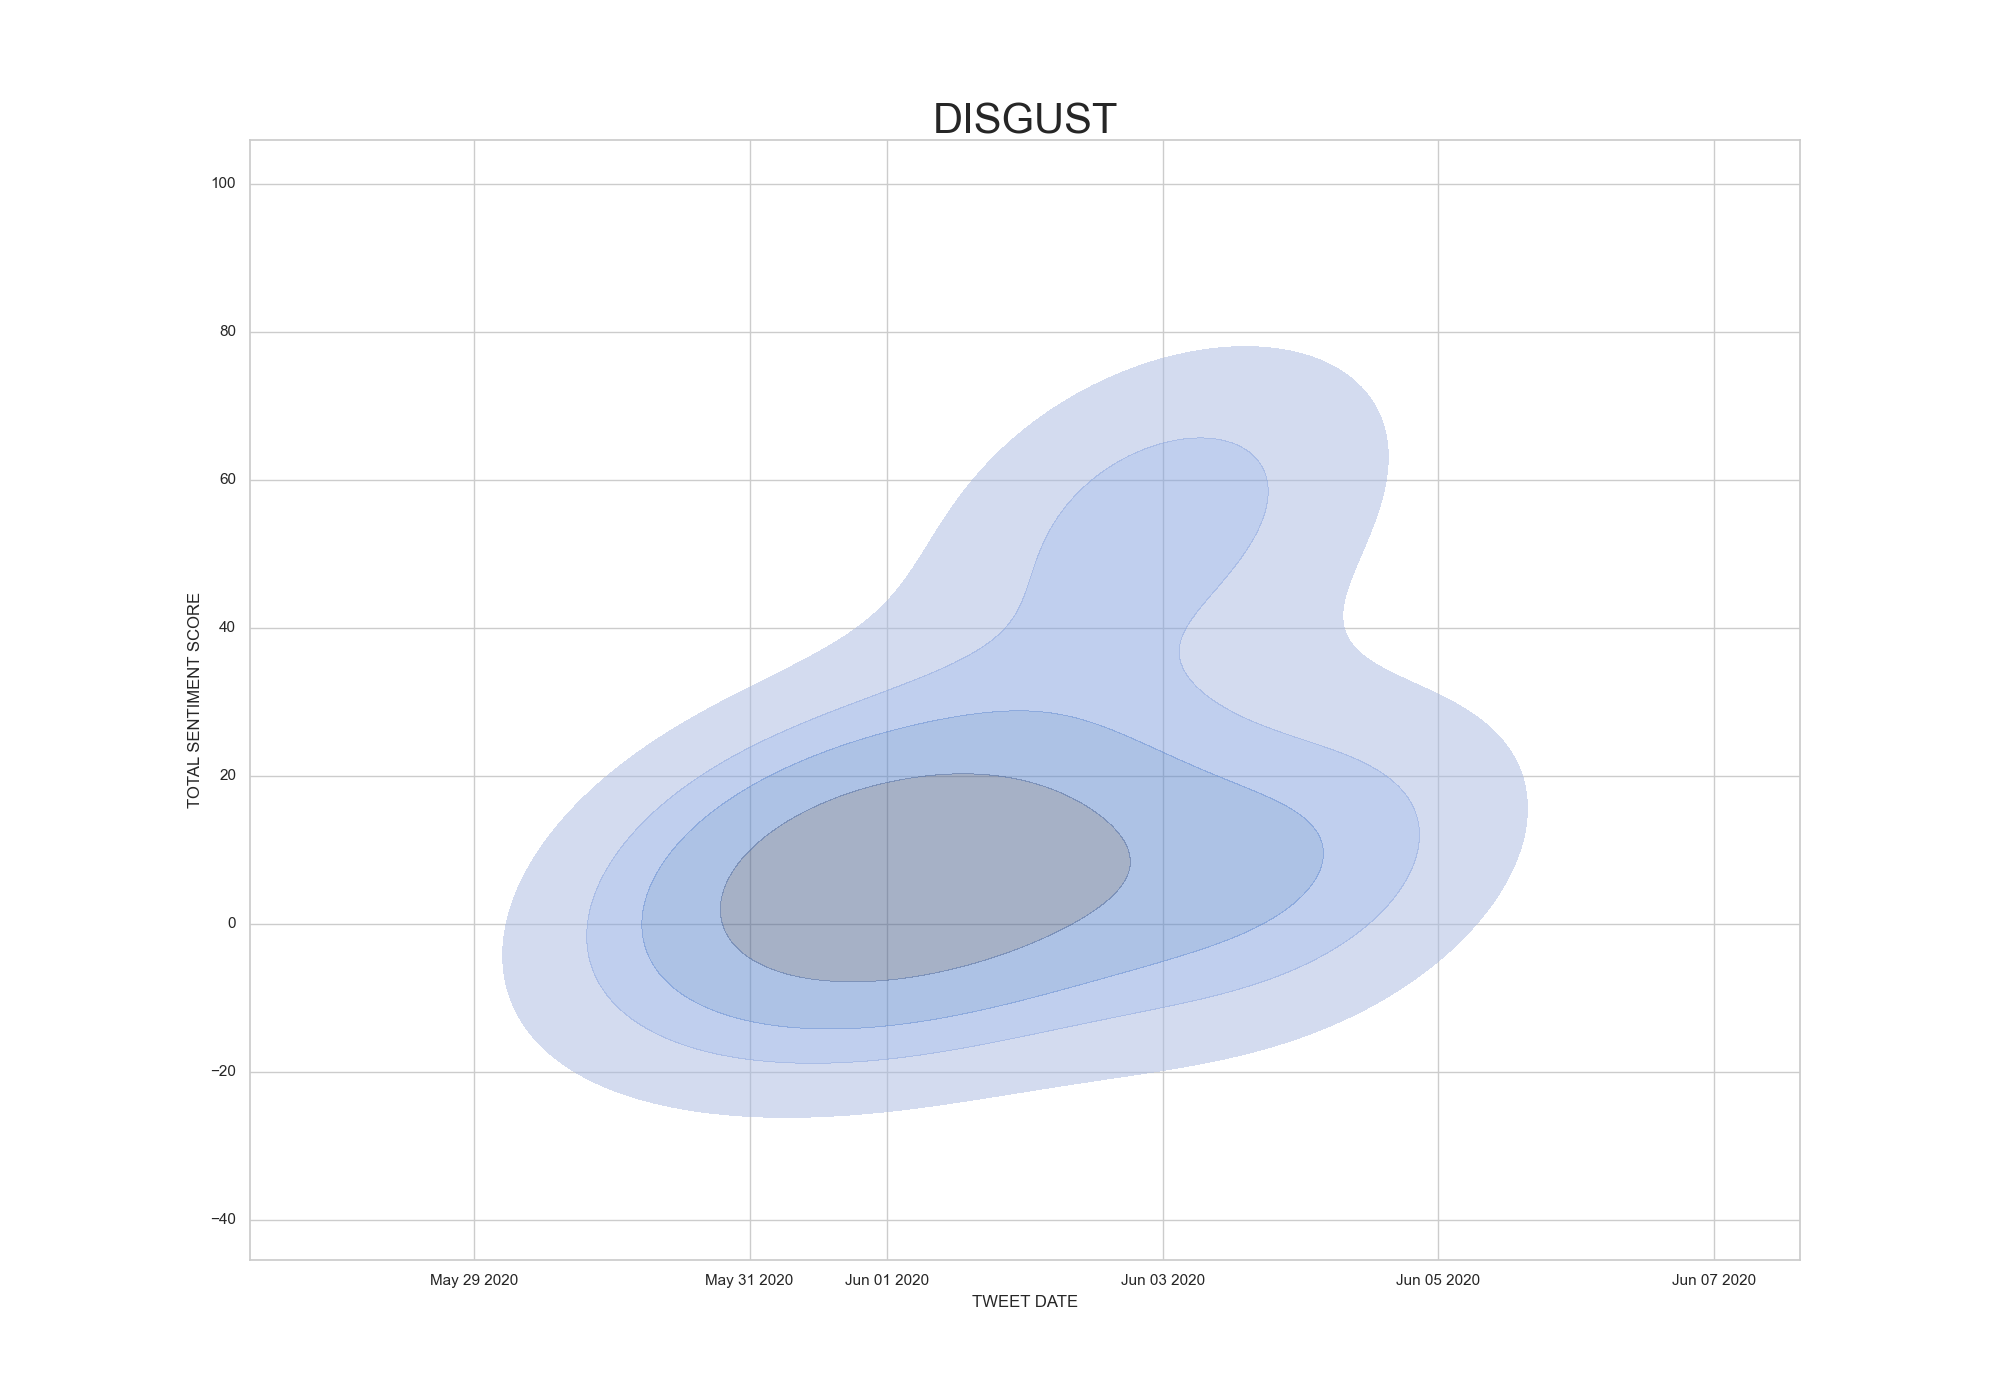 DISGUST
100
80
60
40
20
0
−20
−40
TOTAL SENTIMENT SCORE
May 29 2020 May 31 2020 Jun 01 2020 Jun 03 2020 Jun 05 2020 Jun 07 2020
TWEET DATE